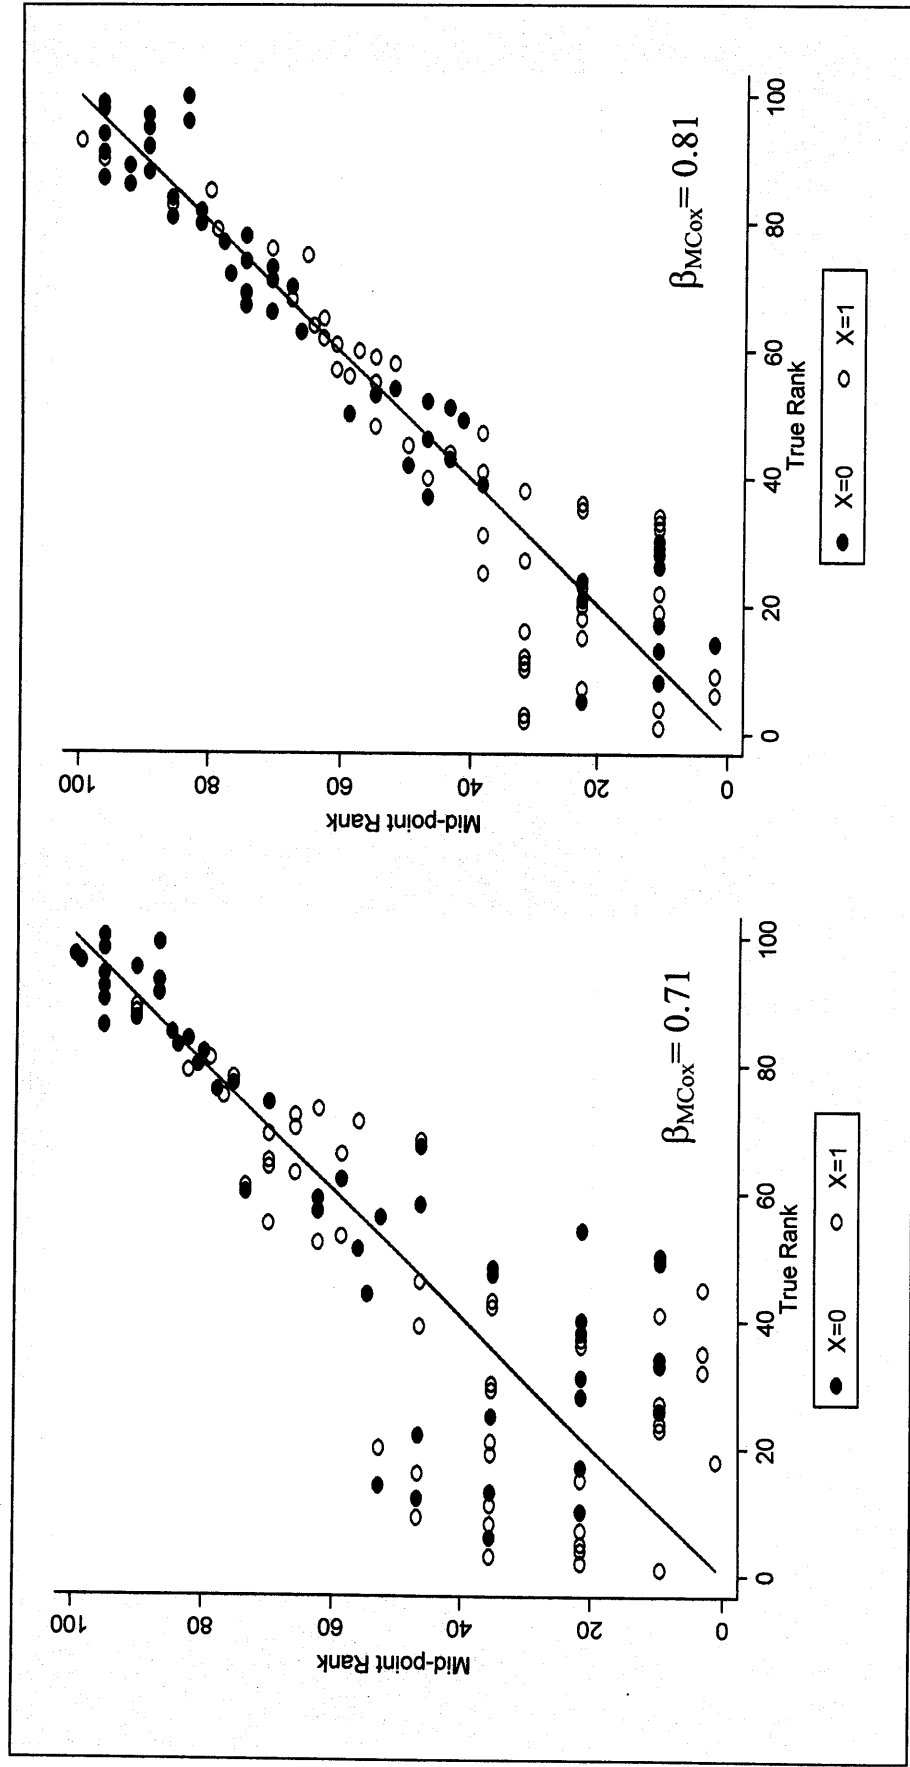 Mid-point Rank
100
80
60
40
20
0
β_MCox = 0.71
0 20 40 60 80 100
True Rank
X=0 X=1
Mid-point Rank
100
80
60
40
20
0
β_MCox = 0.81
0 20 40 60 80 100
True Rank
X=0 X=1